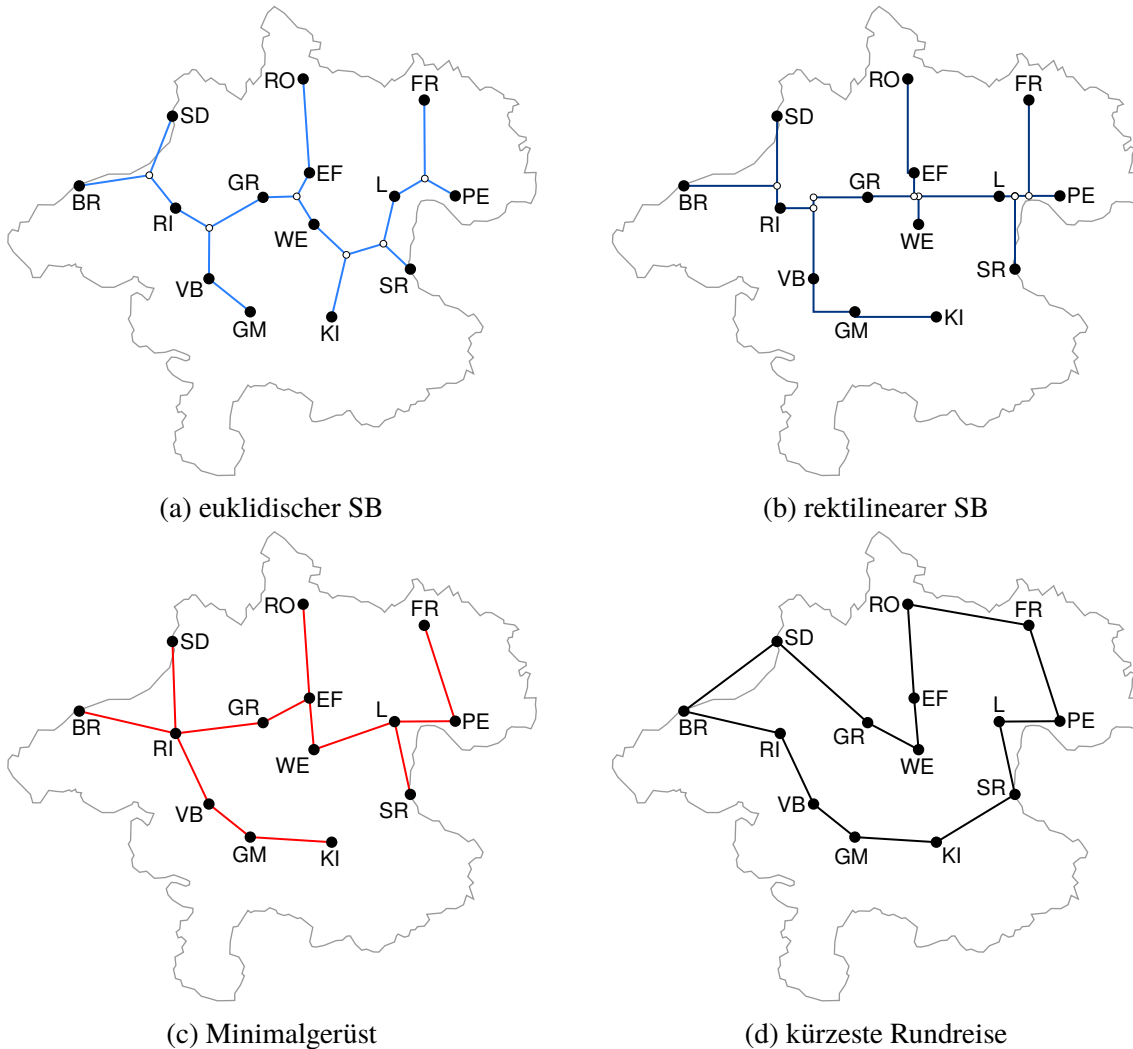 RO
FR
SD
EF
BR
GR
L
PE
RI
WE
VB
SR
GM
KI
(a) euklidischer SB
RO
FR
SD
EF
BR
GR
L
PE
RI
WE
VB
SR
GM
KI
(b) rektilinearer SB
RO
FR
SD
EF
BR
GR
L
PE
RI
WE
VB
SR
GM
KI
(c) Minimalgerüst
RO
FR
SD
EF
BR
GR
L
PE
RI
WE
SR
VB
GM
KI
(d) kürzeste Rundreise